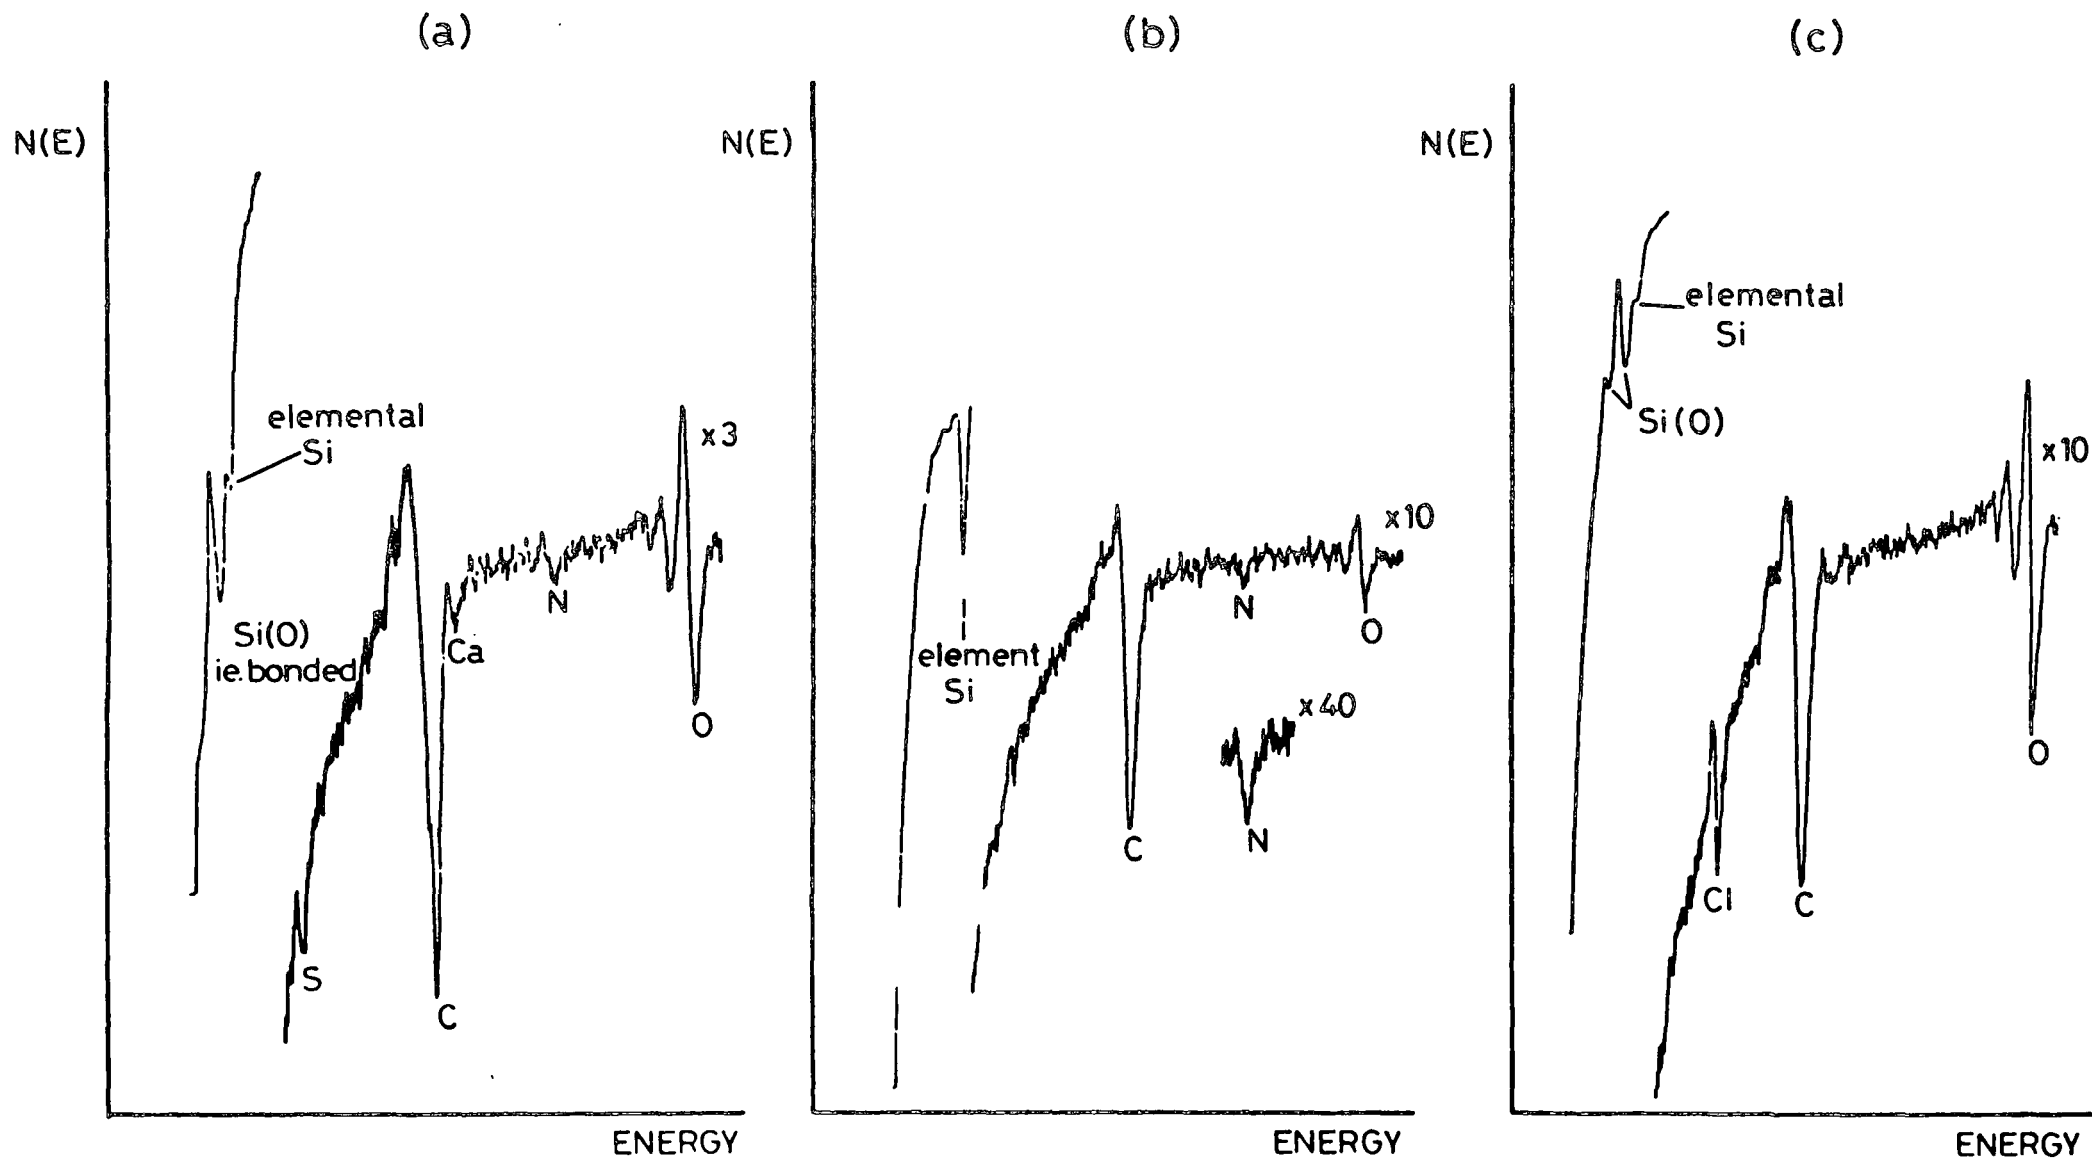 (a)
N(E)
elemental
Si
x3
Si(O)
ie. bonded
Ca
N
O
S
C
ENERGY
(b)
N(E)
x10
N
O
element
Si
x40
C
N
ENERGY
(c)
N(E)
elemental
Si
Si(O)
x10
O
Cl
C
ENERGY